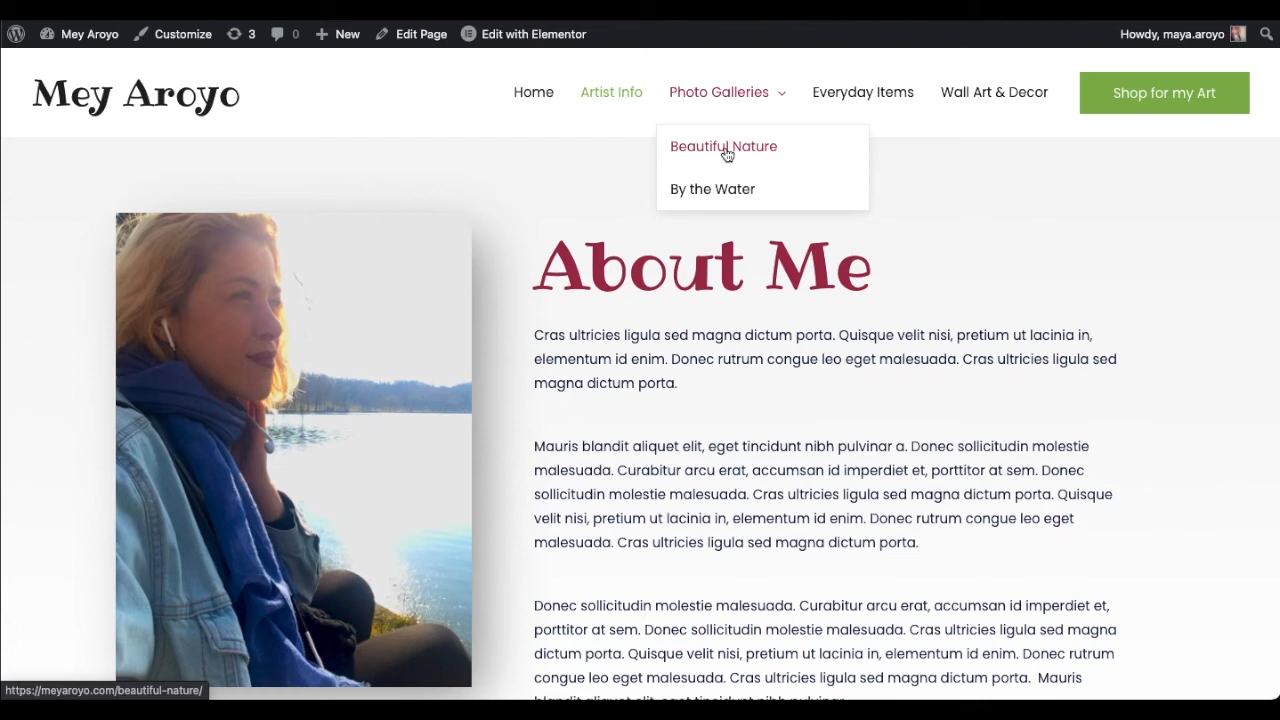 Mey Aroyo Customize 3 0 New Edit Page Edit with Elementor Howdy, maya.aroyo
Mey Aroyo
Home Artist Info Photo Galleries Everyday Items Wall Art & Decor Shop for my Art
Beautiful Nature
By the Water
About Me
Cras ultricies ligula sed magna dictum porta. Quisque velit nisi, pretium ut lacinia in,
elementum id enim. Donec rutrum congue leo eget malesuada. Cras ultricies ligula sed
magna dictum porta.
Mauris blandit aliquet elit, eget tincidunt nibh pulvinar a. Donec sollicitudin molestie
malesuada. Curabitur arcu erat, accumsan id imperdiet et, porttitor at sem. Donec
sollicitudin molestie malesuada. Cras ultricies ligula sed magna dictum porta. Quisque
velit nisi, pretium ut lacinia in, elementum id enim. Donec rutrum congue leo eget
malesuada. Cras ultricies ligula sed magna dictum porta.
Donec sollicitudin molestie malesuada. Curabitur arcu erat, accumsan id imperdiet et,
porttitor at sem. Donec sollicitudin molestie malesuada. Cras ultricies ligula sed magna
dictum porta. Quisque velit nisi, pretium ut lacinia in, elementum id enim. Donec rutrum
congue leo eget malesuada. Cras ultricies ligula sed magna dictum porta. Mauris
blandit aliquet elit, eget tincidunt nibh pulvinar
https://meyaroyo.com/beautiful-nature/